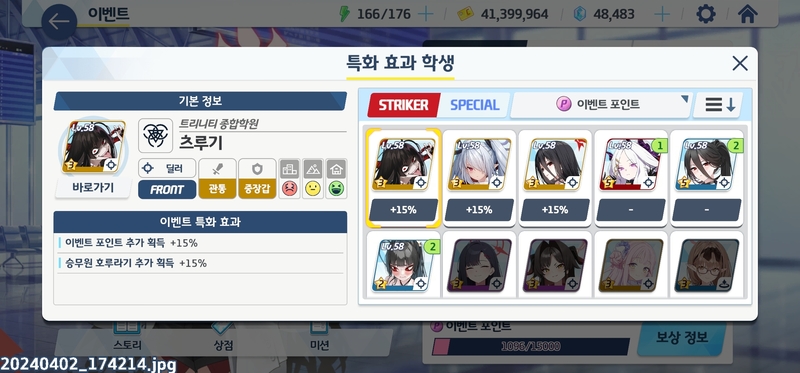 이벤트
166/176
41,399,964
48,483
특화 효과 학생
기본 정보
Lv.58
트리니티 종합학원
츠루기
딜러
바로가기
FRONT
관통
중장갑
이벤트 특화 효과
이벤트 포인트 추가 획득 +15%
승무원 호루라기 추가 획득 +15%
STRIKER
SPECIAL
이벤트 포인트
Lv.58
Lv.58
Lv.58
Lv.58
1
Lv.58
2
+15%
+15%
+15%
-
-
Lv.58
2
스토리
상점
미션
이벤트 포인트
1096/15000
보상 정보
20240402_174214.jpg